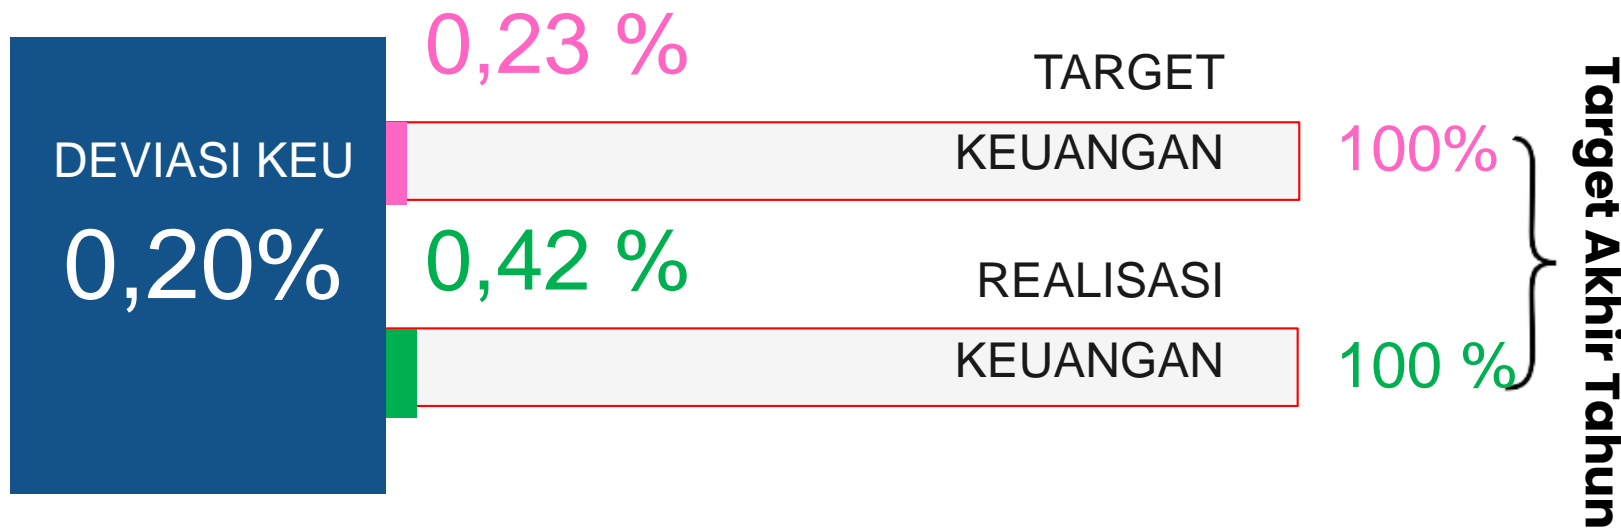 DEVIASI KEU
0,20%
0,23 %
TARGET
KEUANGAN
100%
0,42 %
REALISASI
KEUANGAN
100 %
Target Akhir Tahun